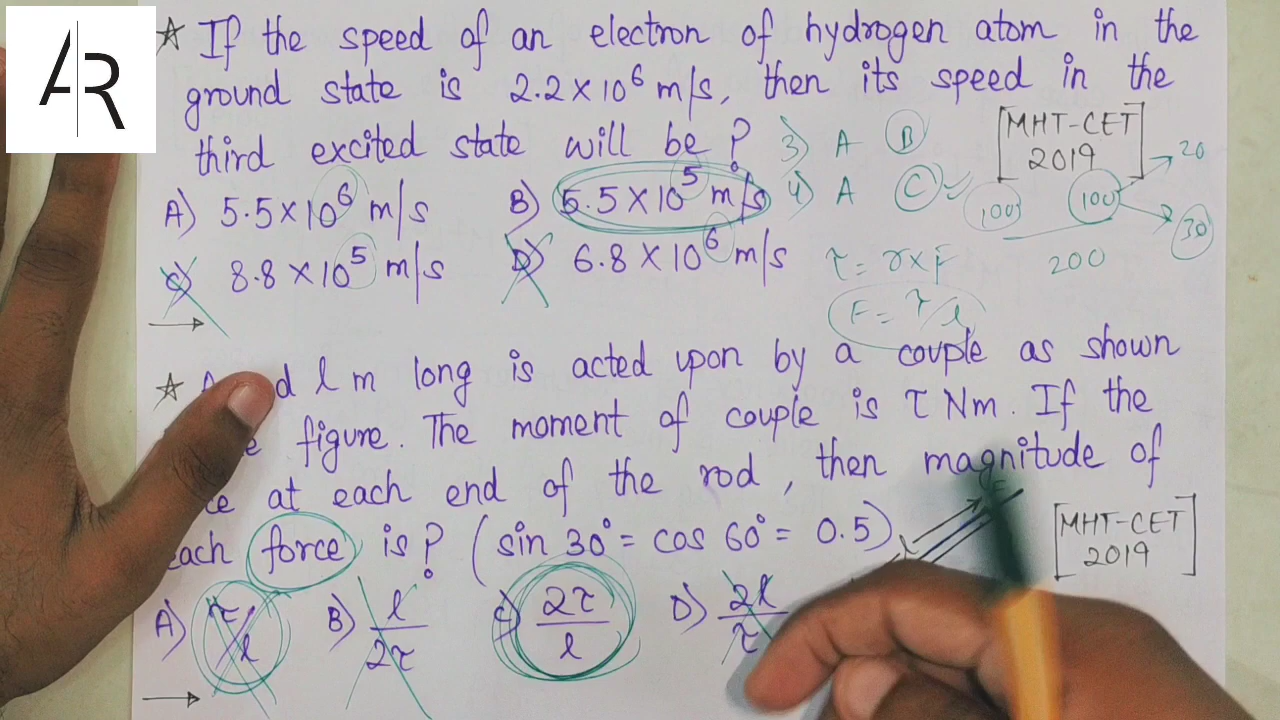 AR
☆ If the speed of an electron of hydrogen atom in the
ground state is 2.2×10⁶ m/s, then its speed in the
third excited state will be?
[MHT-CET
2019]
A) 5.5×10⁶ m/s B) 5.5×10⁵ m/s
C) 8.8×10⁵ m/s D) 6.8×10⁶ m/s
3) A B
4) A C
100 100 20
30
200
τ = r×F
F = τ/l
☆ l m long is acted upon by a couple as shown
figure. The moment of couple is τ Nm. If the
at each end of the rod, then magnitude of
each force is? (sin 30° = cos 60° = 0.5)
[MHT-CET
2019]
A) τ/l B) l/2τ C) 2τ/l D) 2l/τ